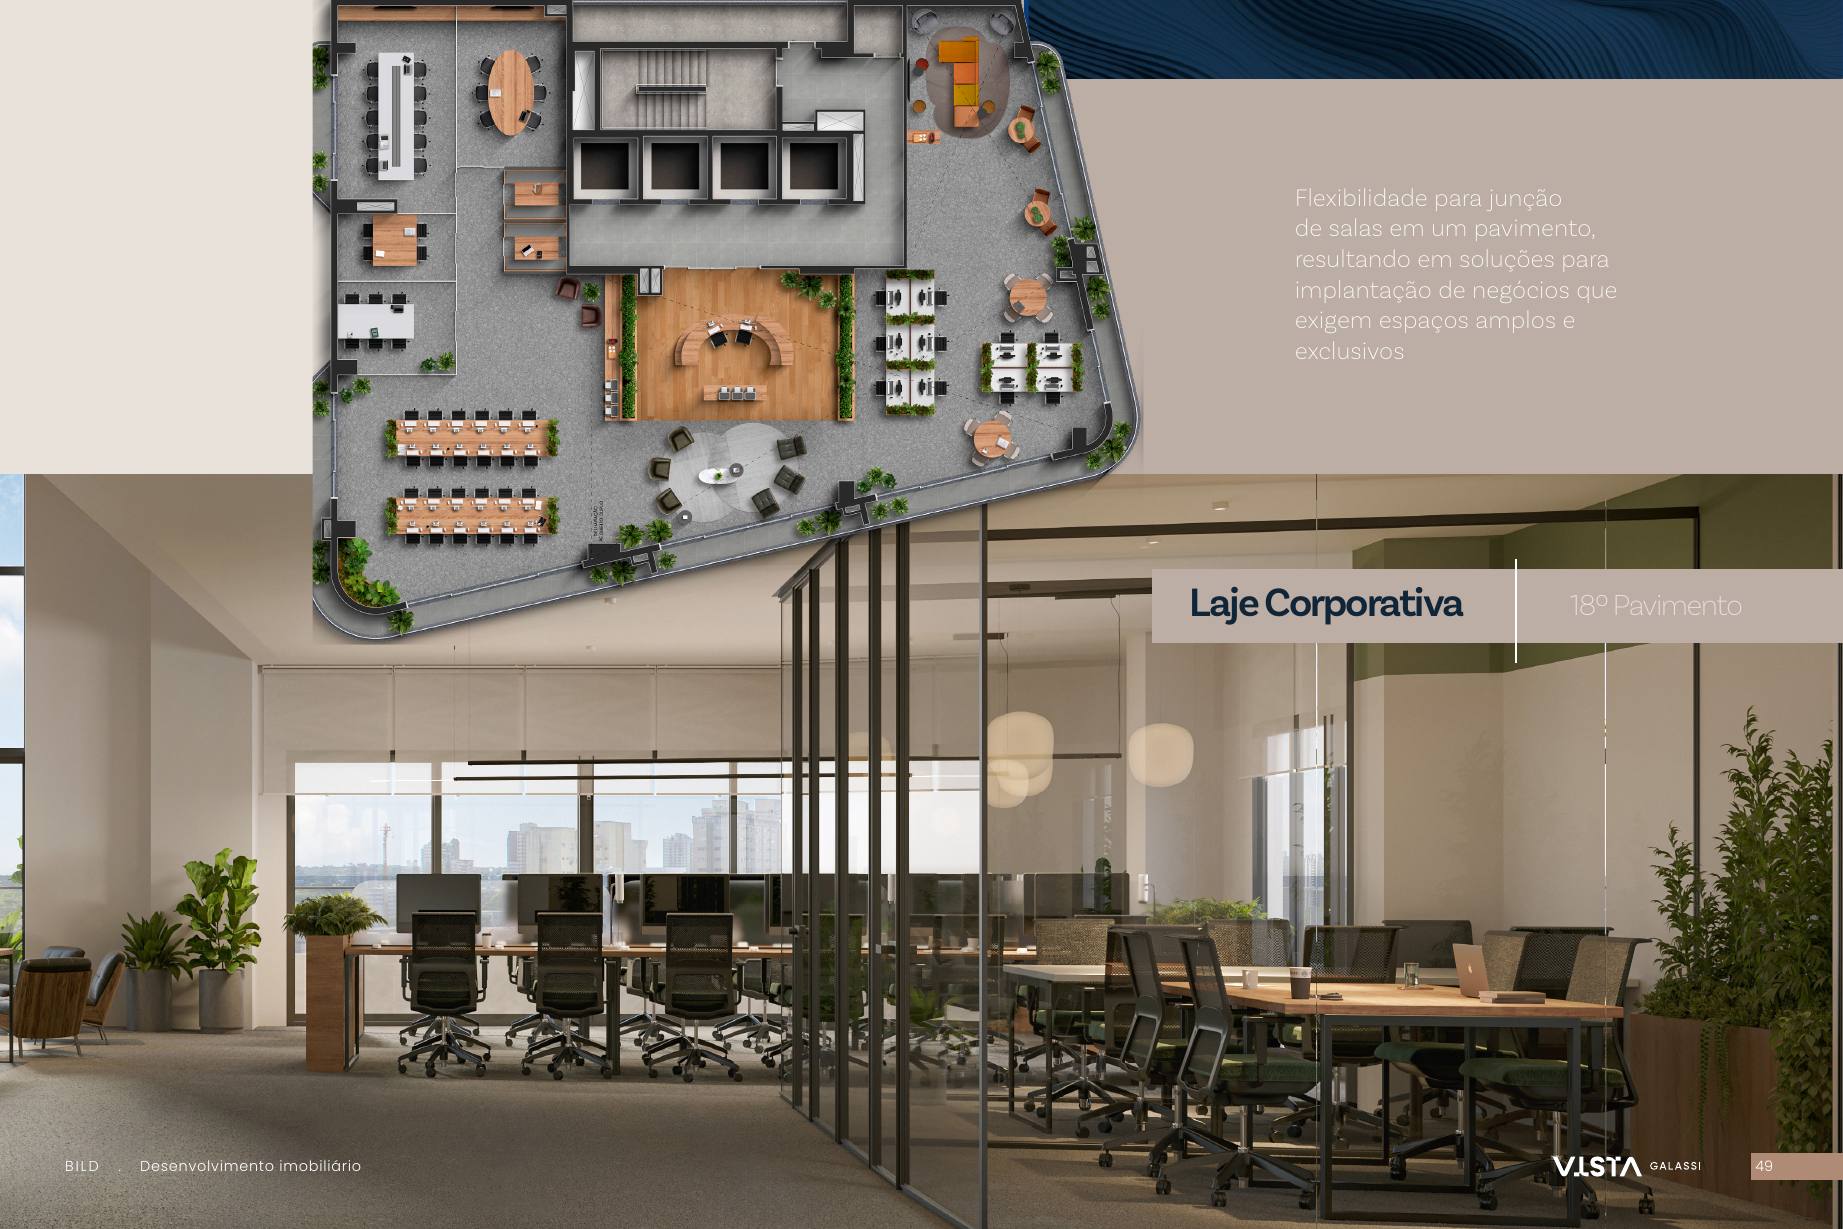 Flexibilidade para junção
de salas em um pavimento,
resultando em soluções para
implantação de negócios que
exigem espaços amplos e
exclusivos
Laje Corporativa
18º Pavimento
BILD . Desenvolvimento imobiliário
VISTA GALASSI
49